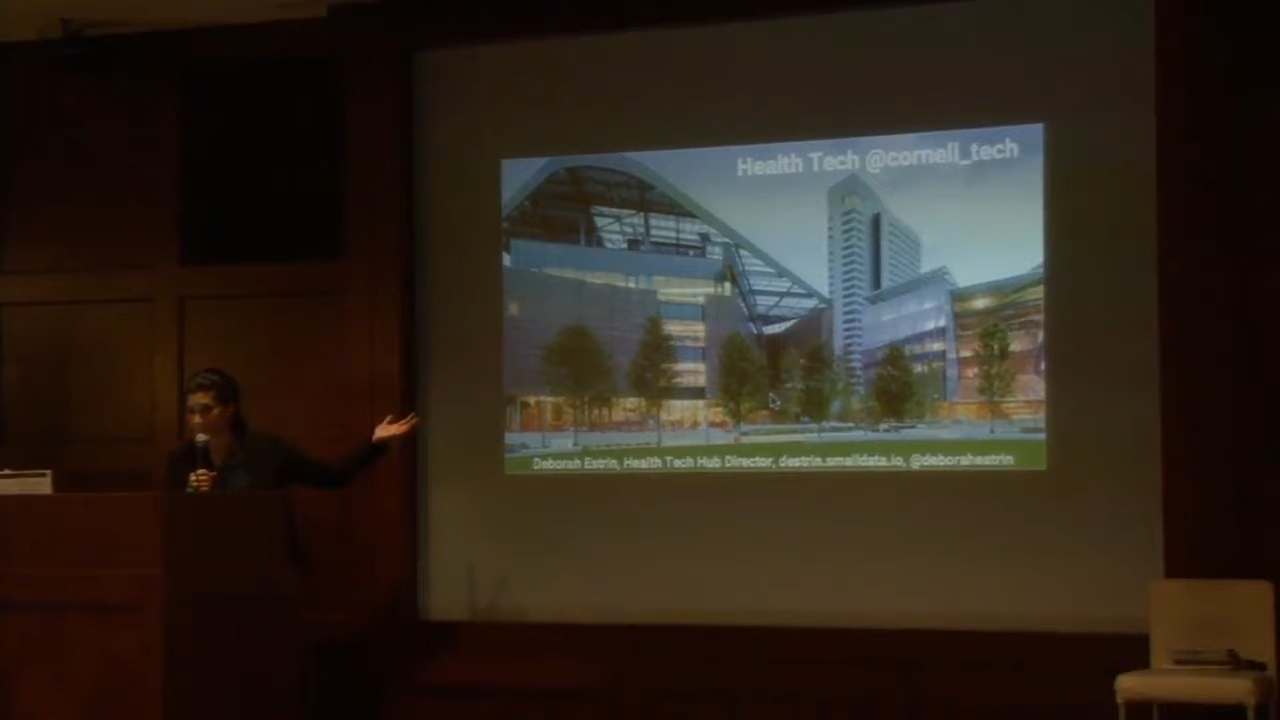 Health Tech @cornell_tech
Deborah Estrin, Health Tech Hub Director, destrin.smalldata.io, @deborahestrin